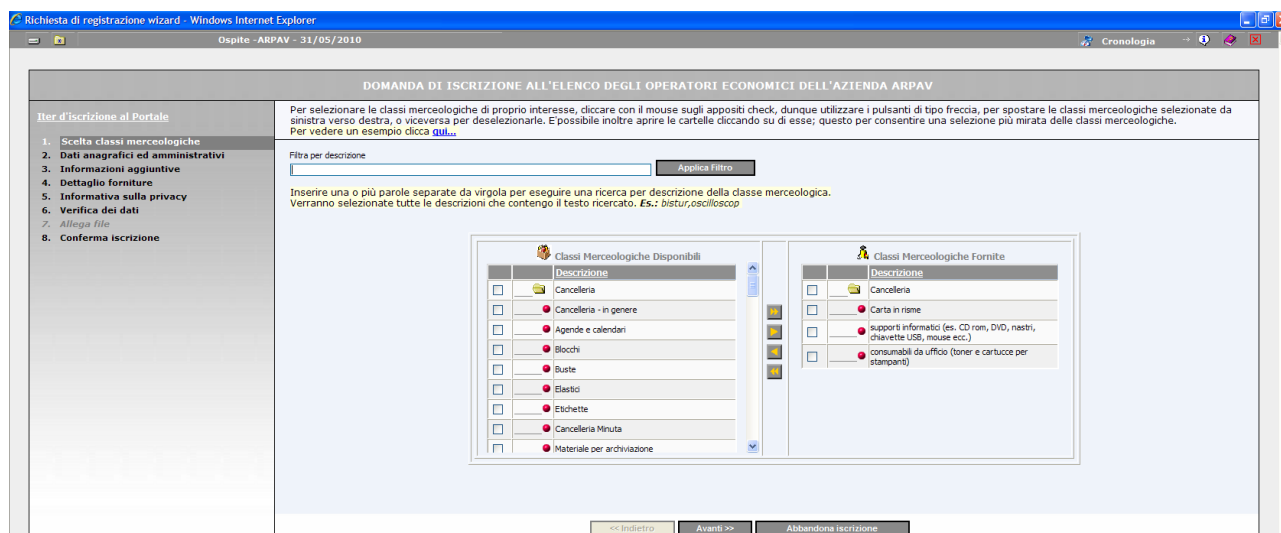 Richiesta di registrazione wizard - Windows Internet Explorer
Ospite -ARPAV - 31/05/2010
Cronologia
DOMANDA DI ISCRIZIONE ALL'ELENCO DEGLI OPERATORI ECONOMICI DELL'AZIENDA ARPAV
Iter d'iscrizione al Portale
1. Scelta classi merceologiche
2. Dati anagrafici ed amministrativi
3. Informazioni aggiuntive
4. Dettaglio forniture
5. Informativa sulla privacy
6. Verifica dei dati
7. Allega file
8. Conferma iscrizione
Per selezionare le classi merceologiche di proprio interesse, cliccare con il mouse sugli appositi check, dunque utilizzare i pulsanti di tipo freccia, per spostare le classi merceologiche selezionate da
sinistra verso destra, o viceversa per deselezionarle. E'possibile inoltre aprire le cartelle cliccando su di esse; questo per consentire una selezione più mirata delle classi merceologiche.
Per vedere un esempio clicca qui...
Filtra per descrizione
Applica Filtro
Inserire una o più parole separate da virgola per eseguire una ricerca per descrizione della classe merceologica.
Verranno selezionate tutte le descrizioni che contengo il testo ricercato. Es.: bistur,oscilloscop
Classi Merceologiche Disponibili
Descrizione
Cancelleria
Cancelleria - in genere
Agende e calendari
Blocchi
Buste
Elastici
Etichette
Cancelleria Minuta
Materiale per archiviazione
Classi Merceologiche Fornite
Descrizione
Cancelleria
Carta in risme
supporti informatici (es. CD rom, DVD, nastri,
chiavette USB, mouse ecc.)
consumabili da ufficio (toner e cartucce per
stampanti)
<< Indietro
Avanti >>
Abbandona iscrizione